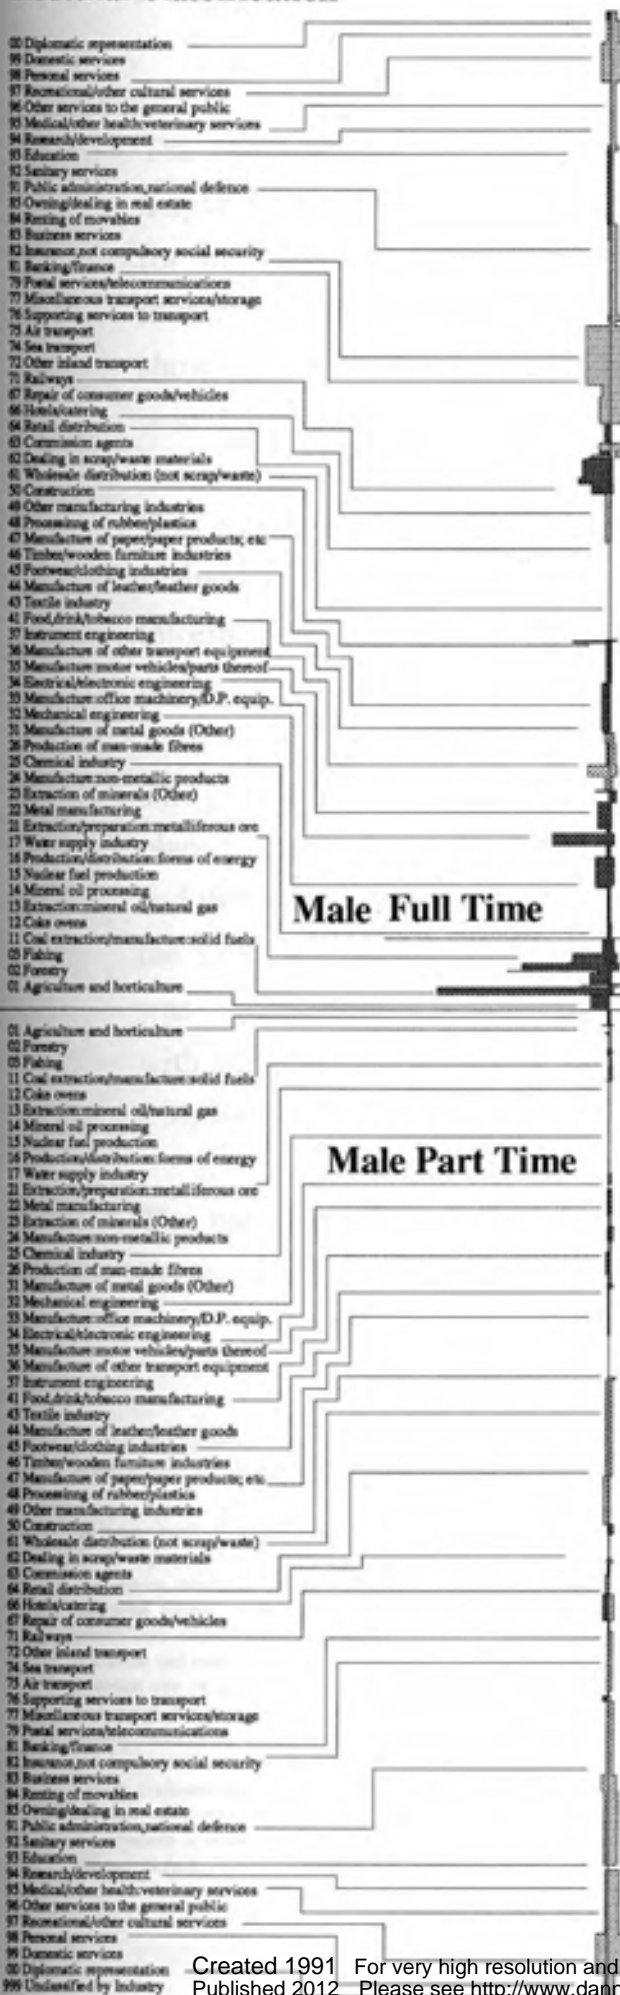 00 Diplomatic representation
99 Domestic services
98 Personal services
97 Recreational/other cultural services
96 Other services to the general public
95 Medical/other health:veterinary services
94 Research/development
93 Education
92 Sanitary services
91 Public administration,national defence
85 Owning/dealing in real estate
84 Renting of movables
83 Business services
82 Insurance,not compulsory social security
81 Banking/finance
79 Postal services/telecommunications
77 Miscellaneous transport services/storage
76 Supporting services to transport
75 Air transport
74 Sea transport
72 Other inland transport
71 Railways
67 Repair of consumer goods/vehicles
66 Hotels/catering
64 Retail distribution
63 Commission agents
62 Dealing in scrap/waste materials
61 Wholesale distribution (not scrap/waste)
50 Construction
49 Other manufacturing industries
48 Processinng of rubber/plastics
47 Manufacture of paper/paper products; etc
46 Timber/wooden furniture industries
45 Footwear/clothing industries
44 Manufacture of leather/leather goods
43 Textile industry
41 Food,drink/tobacco manufacturing
37 Instrument engineering
36 Manufacture of other transport equipment
35 Manufacture:motor vehicles/parts thereof
34 Electrical/electronic engineering
33 Manufacture:office machinery/D.P. equip.
32 Mechanical engineering
31 Manufacture of metal goods (Other)
26 Production of man-made fibres
25 Chemical industry
24 Manufacture:non-metallic products
23 Extraction of minerals (Other)
22 Metal manufacturing
21 Extraction/preparation:metalliferous ore
17 Water supply industry
16 Production/distribution:forms of energy
15 Nuclear fuel production
14 Mineral oil processing
13 Extraction:mineral oil/natural gas
12 Coke ovens
11 Coal extraction/manufacture:solid fuels
03 Fishing
02 Forestry
01 Agriculture and horticulture
Male Full Time
01 Agriculture and horticulture
02 Forestry
03 Fishing
11 Coal extraction/manufacture:solid fuels
12 Coke ovens
13 Extraction:mineral oil/natural gas
14 Mineral oil processing
15 Nuclear fuel production
16 Production/distribution:forms of energy
17 Water supply industry
21 Extraction/preparation:metalliferous ore
22 Metal manufacturing
23 Extraction of minerals (Other)
24 Manufacture:non-metallic products
25 Chemical industry
26 Production of man-made fibres
31 Manufacture of metal goods (Other)
32 Mechanical engineering
33 Manufacture:office machinery/D.P. equip.
34 Electrical/electronic engineering
35 Manufacture:motor vehicles/parts thereof
36 Manufacture of other transport equipment
37 Instrument engineering
41 Food,drink/tobacco manufacturing
43 Textile industry
44 Manufacture of leather/leather goods
45 Footwear/clothing industries
46 Timber/wooden furniture industries
47 Manufacture of paper/paper products; etc
48 Processinng of rubber/plastics
49 Other manufacturing industries
50 Construction
61 Wholesale distribution (not scrap/waste)
62 Dealing in scrap/waste materials
63 Commission agents
64 Retail distribution
66 Hotels/catering
67 Repair of consumer goods/vehicles
71 Railways
72 Other inland transport
74 Sea transport
75 Air transport
76 Supporting services to transport
77 Miscellaneous transport services/storage
79 Postal services/telecommunications
81 Banking/finance
82 Insurance,not compulsory social security
83 Business services
84 Renting of movables
85 Owning/dealing in real estate
91 Public administration,national defence
92 Sanitary services
93 Education
94 Research/development
95 Medical/other health:veterinary services
96 Other services to the general public
97 Recreational/other cultural services
98 Personal services
99 Domestic services
00 Diplomatic representation
999 Unclassified by Industry
Male Part Time
Created 1991 For very high resolution and
Published 2012 Please see http://www.dann